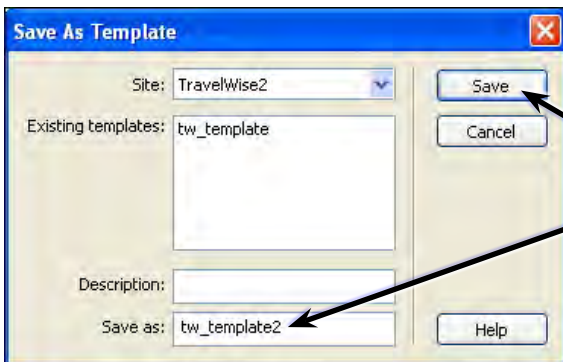 Save As Template
Site: TravelWise2 Save
Existing templates: tw_template Cancel
Description:
Save as: tw_template2 Help